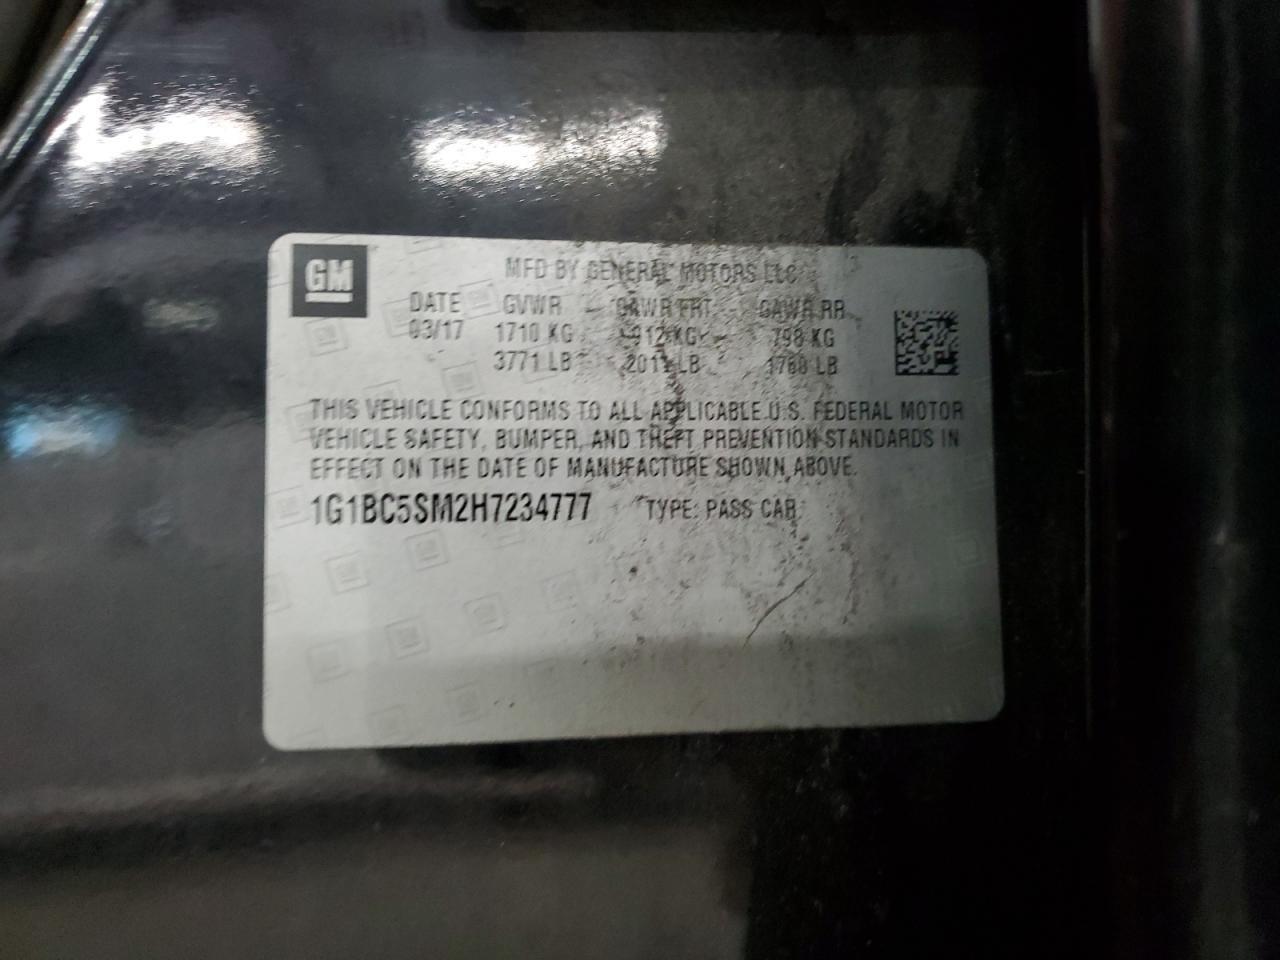 GM
MFD BY GENERAL MOTORS LLC
DATE GVWR GAWR FRT GAWR RR
03/17 1710 KG 912 KG 798 KG
3771 LB 2011 LB 1760 LB
THIS VEHICLE CONFORMS TO ALL APPLICABLE U.S. FEDERAL MOTOR
VEHICLE SAFETY, BUMPER, AND THEFT PREVENTION STANDARDS IN
EFFECT ON THE DATE OF MANUFACTURE SHOWN ABOVE.
1G1BC5SM2H7234777 TYPE: PASS CAR